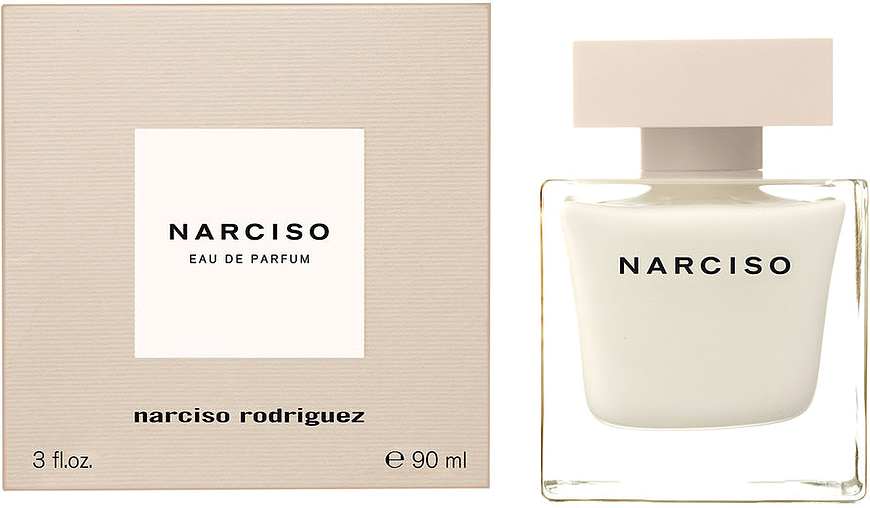 NARCISO
EAU DE PARFUM
narciso rodriguez
3 fl.oz.
℮ 90 ml
NARCISO